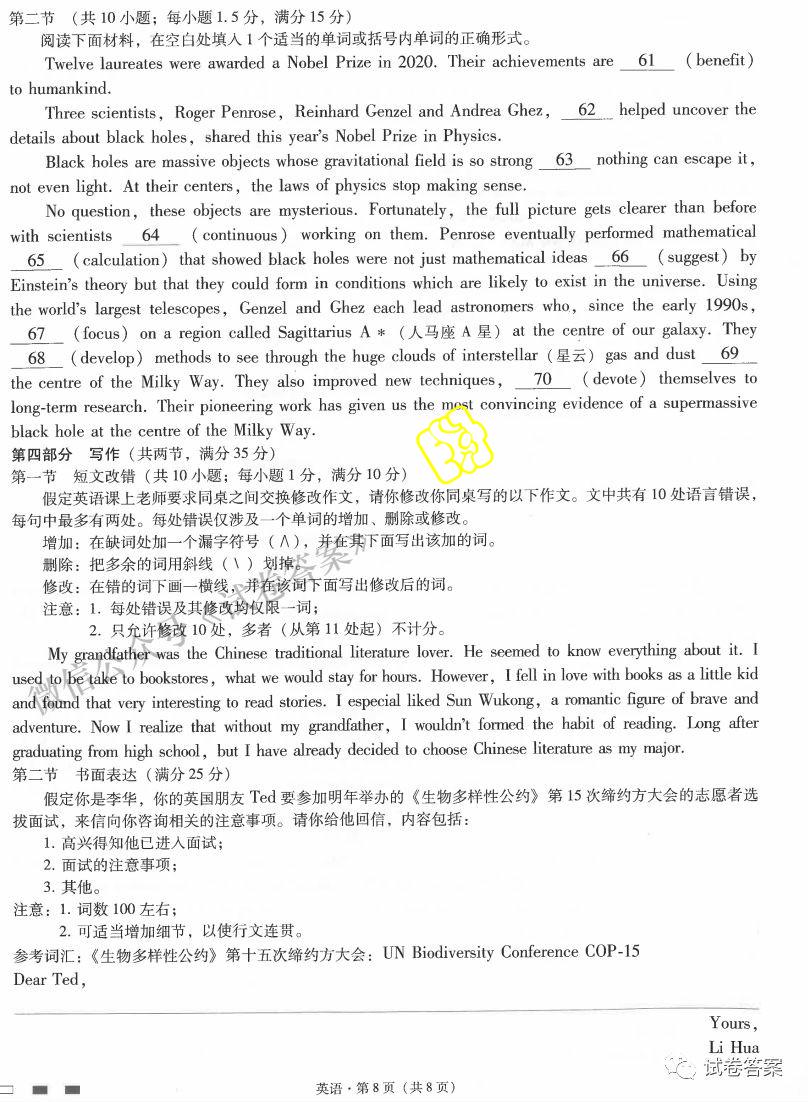 第二节 (共 10 小题；每小题 1.5 分，满分 15 分)
阅读下面材料，在空白处填入 1 个适当的单词或括号内单词的正确形式。
Twelve laureates were awarded a Nobel Prize in 2020. Their achievements are 61 (benefit)
to humankind.
Three scientists, Roger Penrose, Reinhard Genzel and Andrea Ghez, 62 helped uncover the
details about black holes, shared this year's Nobel Prize in Physics.
Black holes are massive objects whose gravitational field is so strong 63 nothing can escape it,
not even light. At their centers, the laws of physics stop making sense.
No question, these objects are mysterious. Fortunately, the full picture gets clearer than before
with scientists 64 (continuous) working on them. Penrose eventually performed mathematical
65 (calculation) that showed black holes were not just mathematical ideas 66 (suggest) by
Einstein's theory but that they could form in conditions which are likely to exist in the universe. Using
the world's largest telescopes, Genzel and Ghez each lead astronomers who, since the early 1990s,
67 (focus) on a region called Sagittarius A * (人马座 A 星) at the centre of our galaxy. They
68 (develop) methods to see through the huge clouds of interstellar (星云) gas and dust 69
the centre of the Milky Way. They also improved new techniques, 70 (devote) themselves to
long-term research. Their pioneering work has given us the most convincing evidence of a supermassive
black hole at the centre of the Milky Way.
第四部分 写作 (共两节，满分 35 分)
第一节 短文改错 (共 10 小题；每小题 1 分，满分 10 分)
假定英语课上老师要求同桌之间交换修改作文，请你修改你同桌写的以下作文。文中共有 10 处语言错误，
每句中最多有两处。每处错误仅涉及一个单词的增加、删除或修改。
增加：在缺词处加一个漏字符号 (∧)，并在其下面写出该加的词。
删除：把多余的词用斜线 (\) 划掉。
修改：在错的词下画一横线，并在该词下面写出修改后的词。
注意：1. 每处错误及其修改均仅限一词；
2. 只允许修改 10 处，多者 (从第 11 处起) 不计分。
My grandfather was the Chinese traditional literature lover. He seemed to know everything about it. I
used to be take to bookstores, what we would stay for hours. However, I fell in love with books as a little kid
and found that very interesting to read stories. I especial liked Sun Wukong, a romantic figure of brave and
adventure. Now I realize that without my grandfather, I wouldn't formed the habit of reading. Long after
graduating from high school, but I have already decided to choose Chinese literature as my major.
第二节 书面表达 (满分 25 分)
假定你是李华，你的英国朋友 Ted 要参加明年举办的《生物多样性公约》第 15 次缔约方大会的志愿者选
拔面试，来信向你咨询相关的注意事项。请你给他回信，内容包括：
1. 高兴得知他已进入面试；
2. 面试的注意事项；
3. 其他。
注意：1. 词数 100 左右；
2. 可适当增加细节，以使行文连贯。
参考词汇：《生物多样性公约》第十五次缔约方大会：UN Biodiversity Conference COP-15
Dear Ted,
Yours,
Li Hua
英语·第 8 页 (共 8 页)
微信公众号《试卷答案》
试卷答案